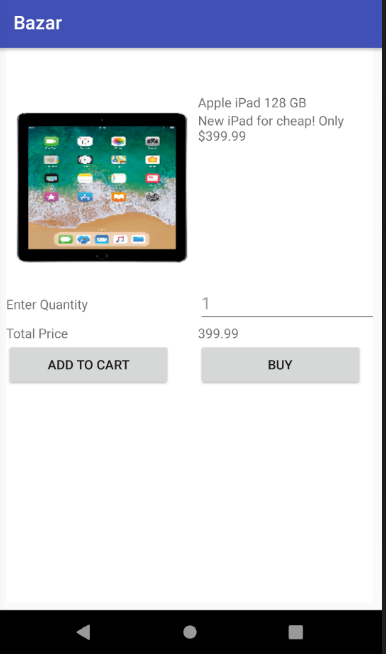 Bazar
Apple iPad 128 GB
New iPad for cheap! Only
$399.99
Enter Quantity
1
Total Price
399.99
ADD TO CART
BUY